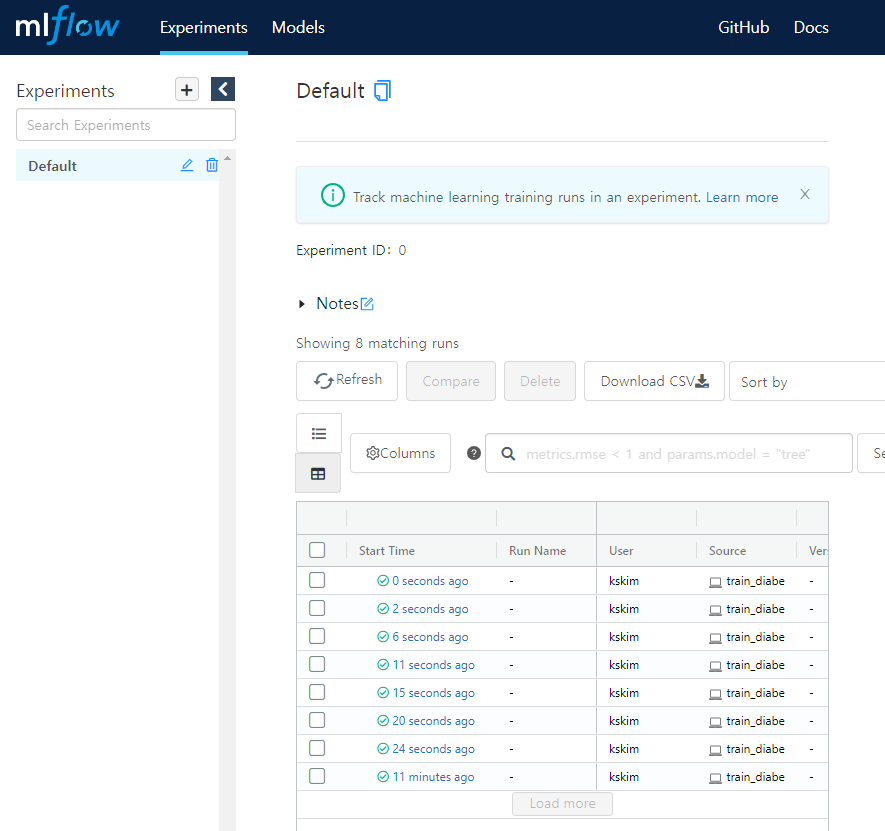 mlflow Experiments Models GitHub Docs
Experiments
Search Experiments
Default
Default
Track machine learning training runs in an experiment. Learn more
Experiment ID: 0
Notes
Showing 8 matching runs
Refresh Compare Delete Download CSV Sort by
Columns metrics.rmse < 1 and params.model = "tree" Se
Start Time Run Name User Source Ver
0 seconds ago - kskim train_diabe -
2 seconds ago - kskim train_diabe -
6 seconds ago - kskim train_diabe -
11 seconds ago - kskim train_diabe -
15 seconds ago - kskim train_diabe -
20 seconds ago - kskim train_diabe -
24 seconds ago - kskim train_diabe -
11 minutes ago - kskim train_diabe -
Load more